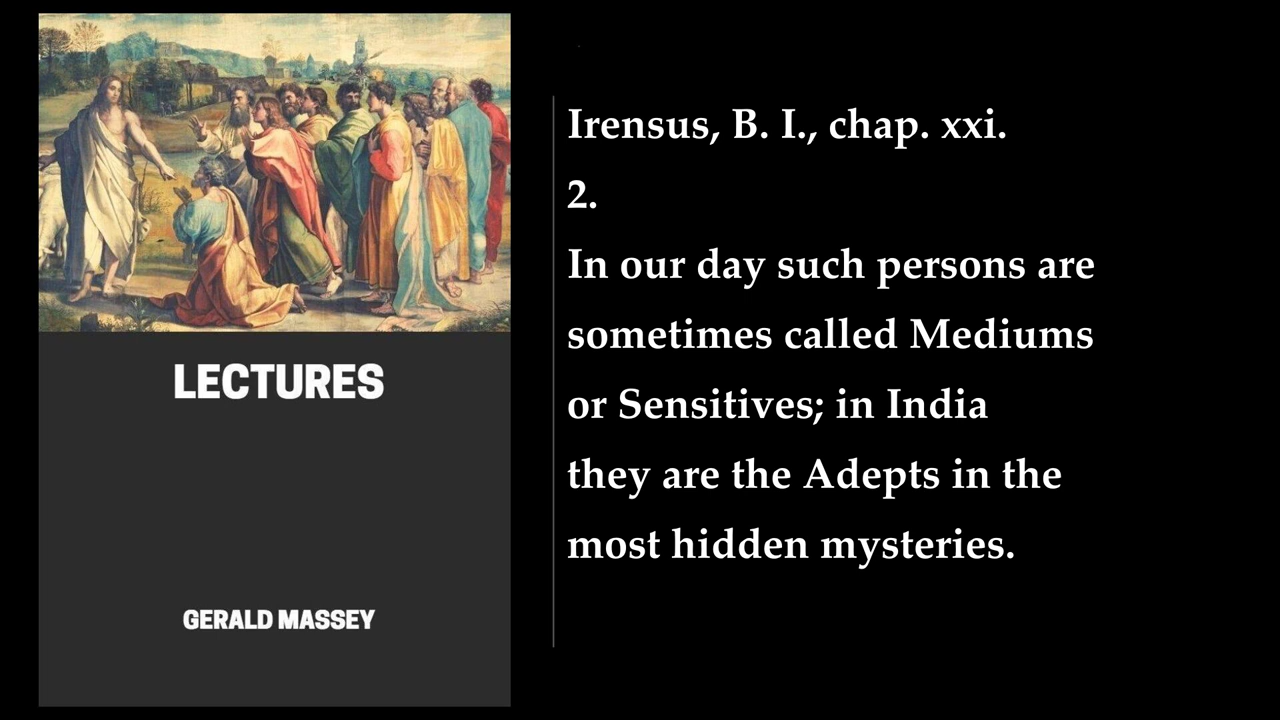 LECTURES
GERALD MASSEY
Irensus, B. I., chap. xxi.
2.
In our day such persons are
sometimes called Mediums
or Sensitives; in India
they are the Adepts in the
most hidden mysteries.